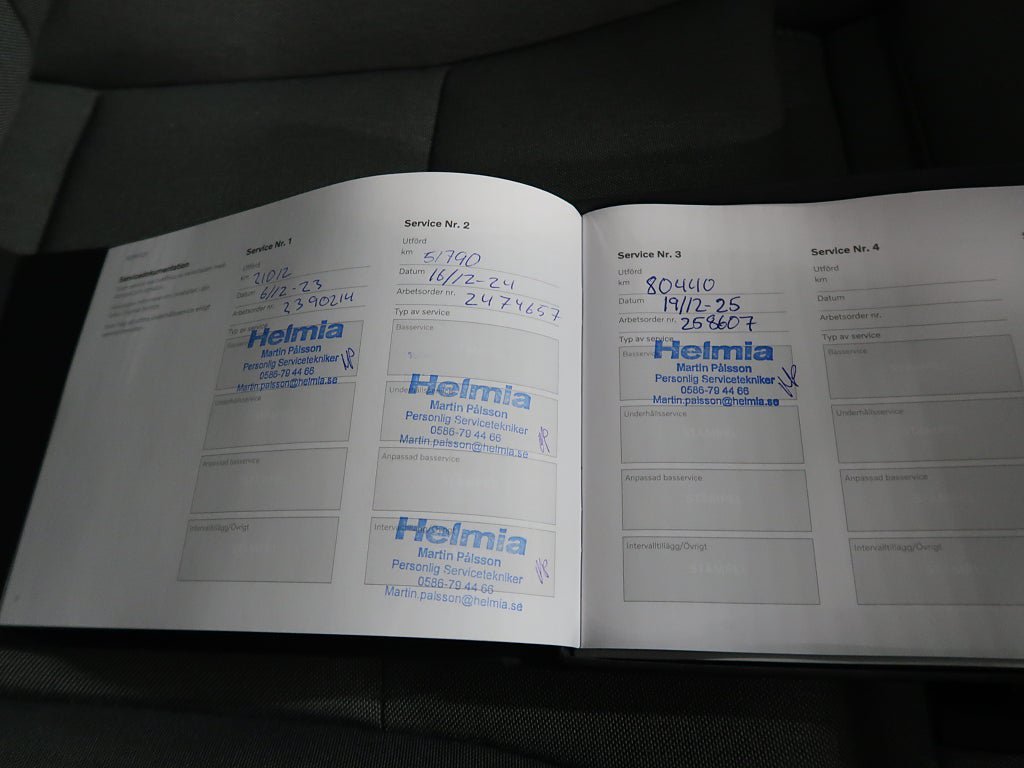 Servicedokumentation
Service Nr. 1
Utförd
km 21012
Datum 6/12-23
Arbetsorder nr. 2390214
Typ av service
Helmia
Martin Pålsson
Personlig Servicetekniker
0586-79 44 66
Martin.palsson@helmia.se
Underhållsservice
Anpassad basservice
Intervalltillägg/Övrigt
Service Nr. 2
Utförd
km 51790
Datum 16/12-24
Arbetsorder nr. 2474657
Typ av service
Basservice
Helmia
Martin Pålsson
Personlig Servicetekniker
0586-79 44 66
Martin.palsson@helmia.se
Anpassad basservice
Helmia
Martin Pålsson
Personlig Servicetekniker
0586-79 44 66
Martin.palsson@helmia.se
Service Nr. 3
Utförd
km 80440
Datum 19/12-25
Arbetsorder nr. 258607
Typ av service
Helmia
Martin Pålsson
Personlig Servicetekniker
0586-79 44 66
Martin.palsson@helmia.se
Underhållsservice
Anpassad basservice
Intervalltillägg/Övrigt
Service Nr. 4
Utförd
km
Datum
Arbetsorder nr.
Typ av service
Basservice
Underhållsservice
Anpassad basservice
Intervalltillägg/Övrigt